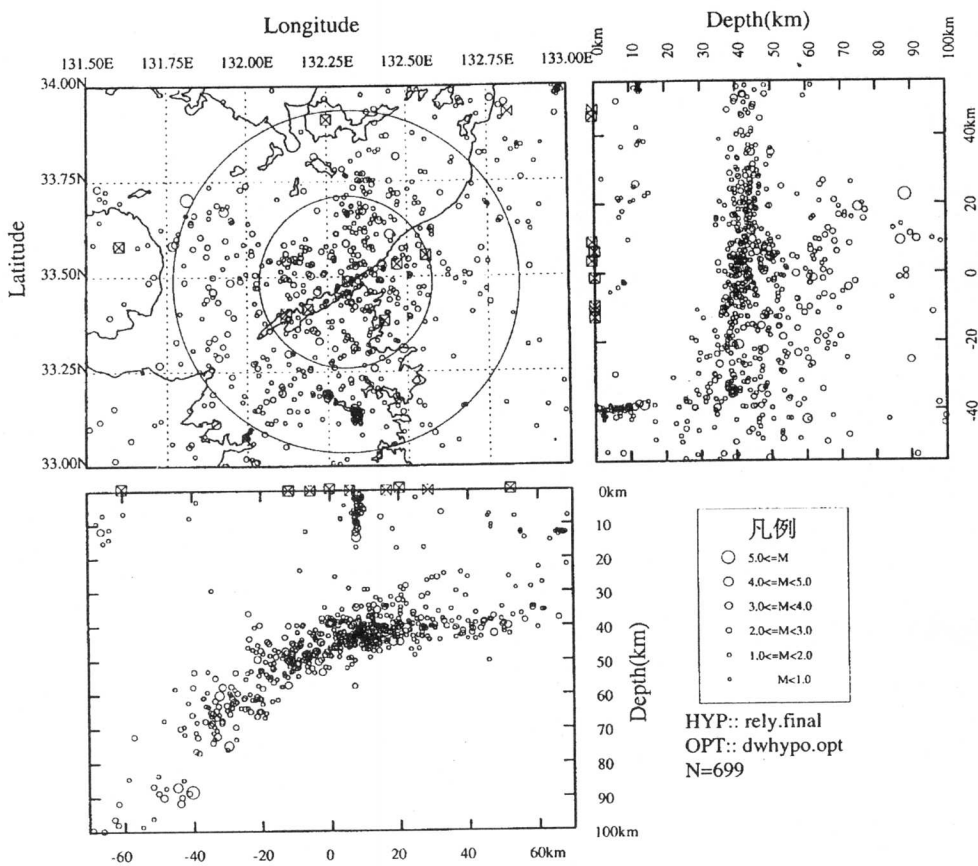 Longitude
131.50E 131.75E 132.00E 132.25E 132.50E 132.75E 133.00E
34.00N
33.75N
33.50N
33.25N
33.00N
Latitude
Depth(km)
0km 10 20 30 40 50 60 70 80 90 100km
40km
20
0
-20
-40
0km
10
20
30
40
50
60
70
80
90
100km
Depth(km)
-60 -40 -20 0 20 40 60km
凡例
5.0<=M
4.0<=M<5.0
3.0<=M<4.0
2.0<=M<3.0
1.0<=M<2.0
M<1.0
HYP:: rely.final
OPT:: dwhypo.opt
N=699